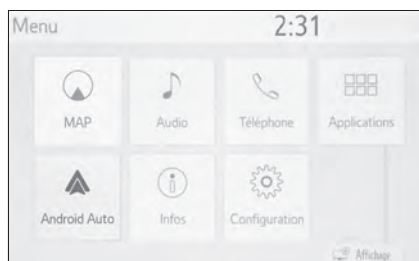 Menu 2:31
MAP Audio Téléphone Applications
Android Auto Infos Configuration
Affichage